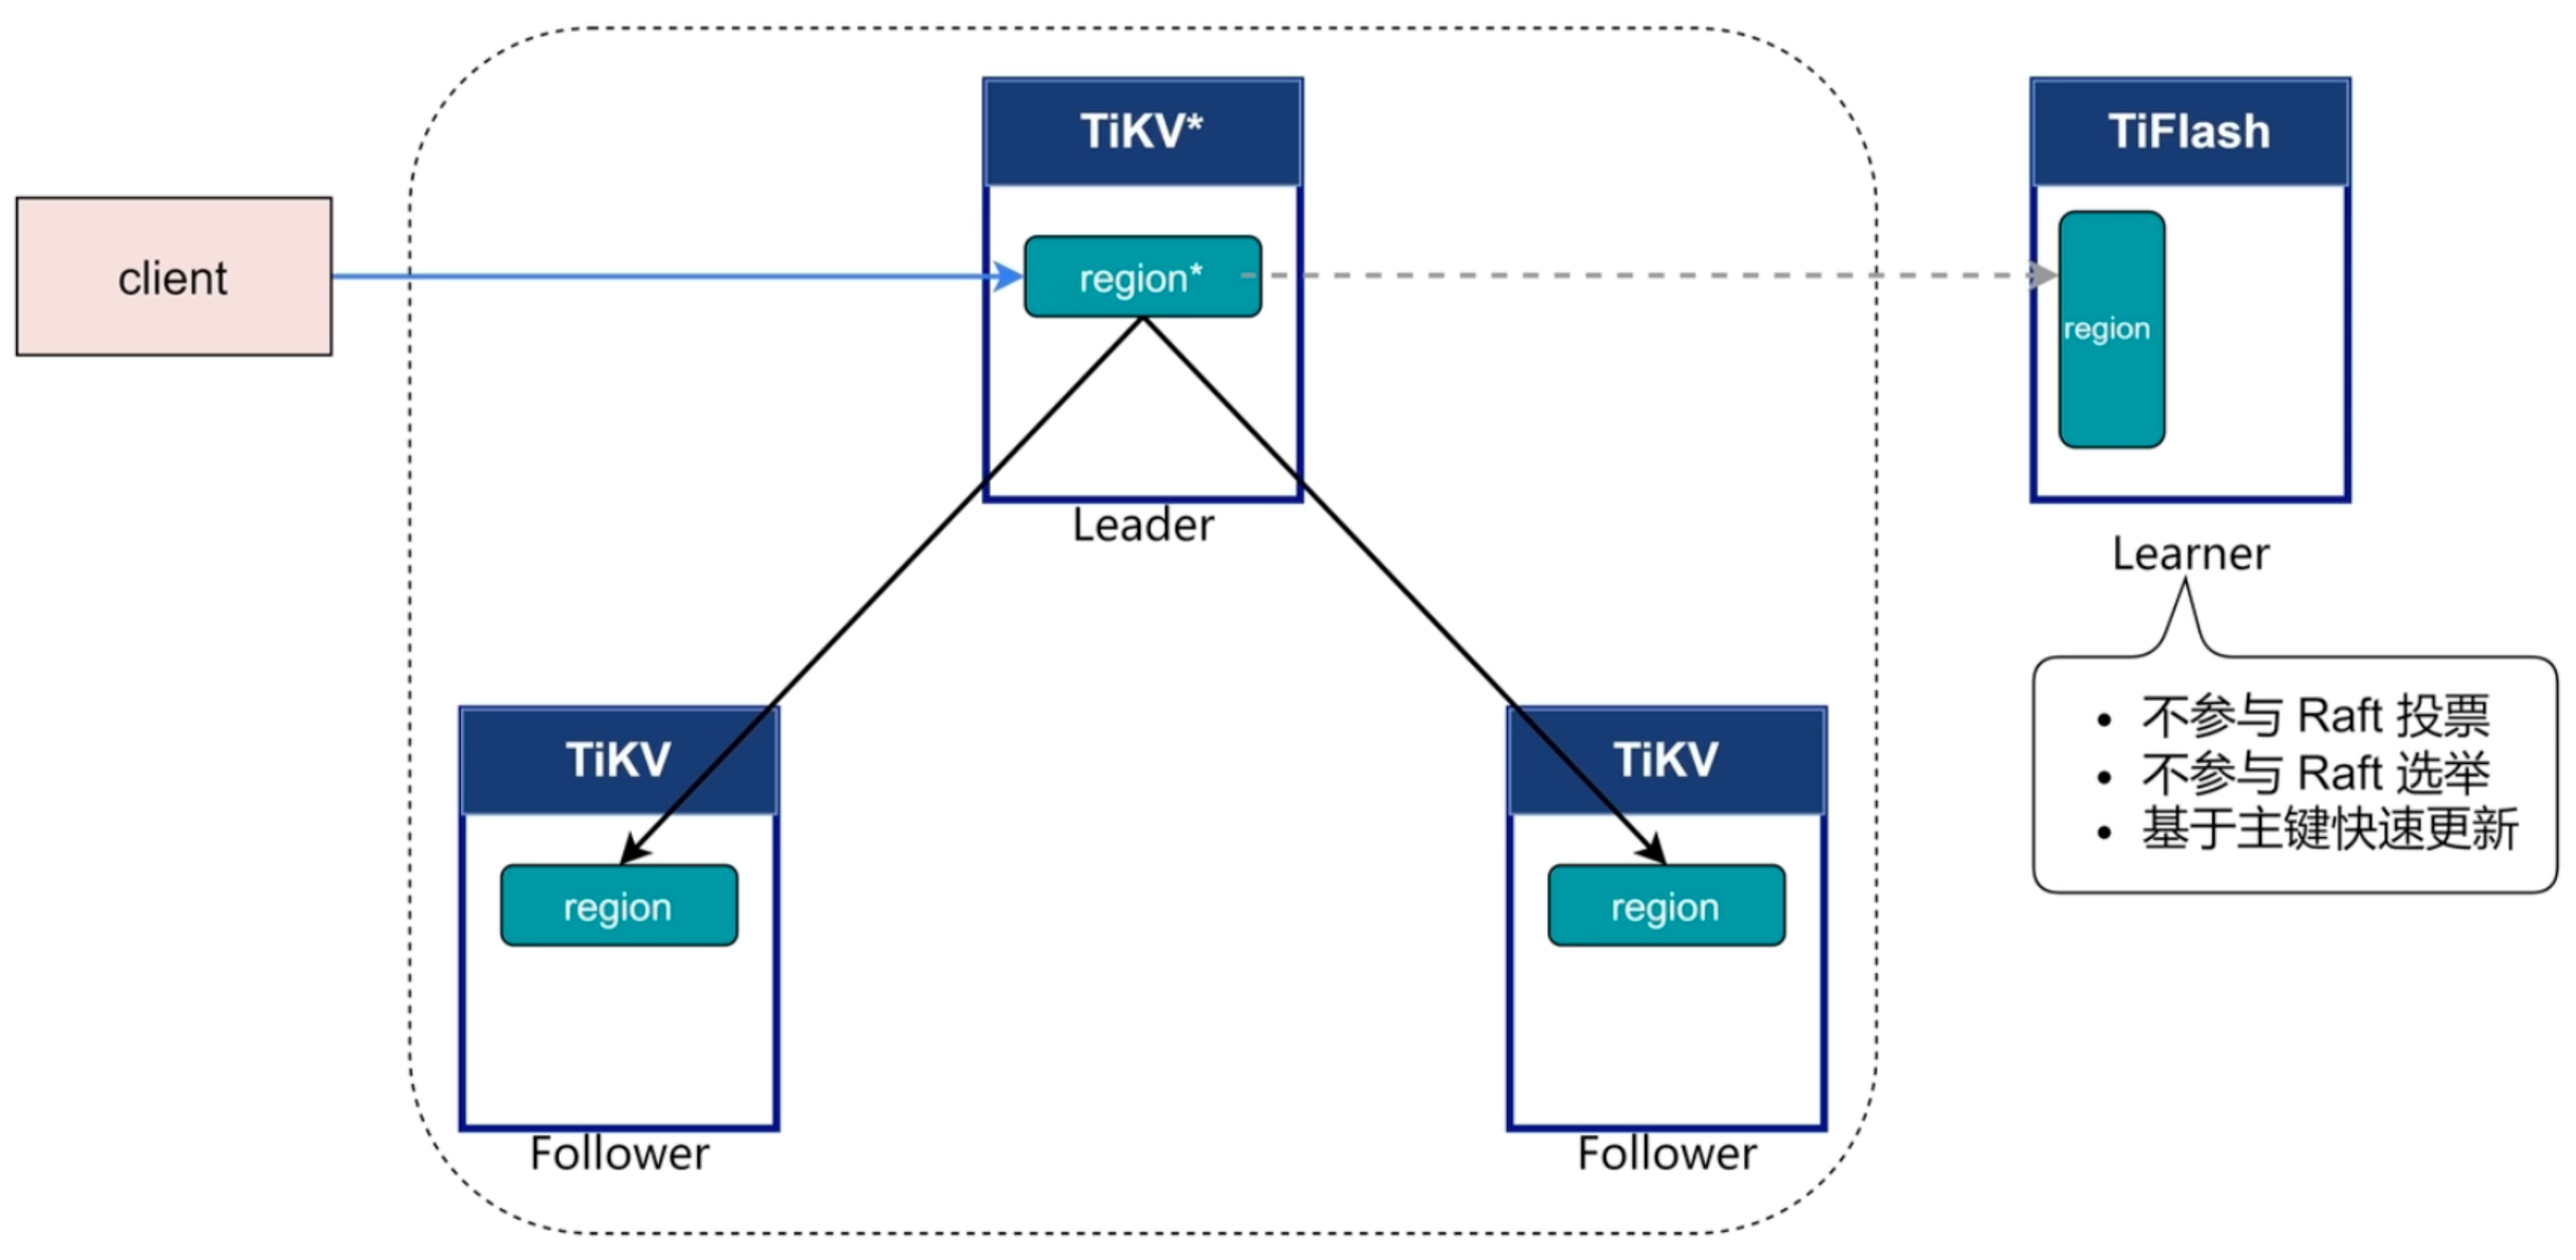 TiKV*
TiFlash
client
region*
region
Leader
Learner
TiKV
TiKV
• 不参与 Raft 投票
• 不参与 Raft 选举
• 基于主键快速更新
region
region
Follower
Follower